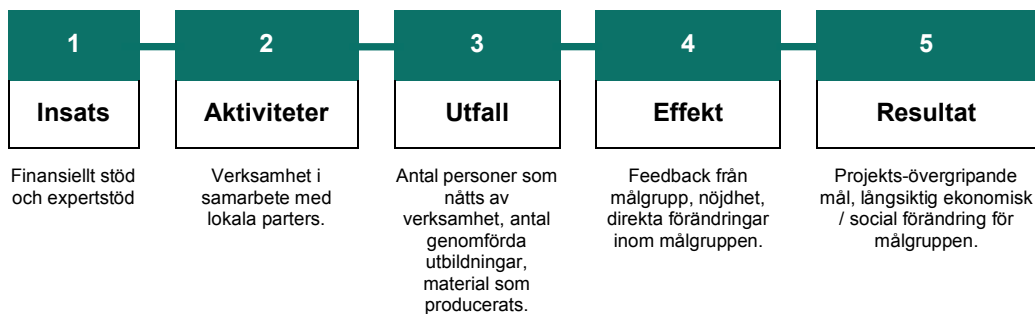 1
Insats
Finansiellt stöd
och expertstöd
2
Aktiviteter
Verksamhet i
samarbete med
lokala parters.
3
Utfall
Antal personer som
nåtts av
verksamhet, antal
genomförda
utbildningar,
material som
producerats.
4
Effekt
Feedback från
målgrupp, nöjdhet,
direkta förändringar
inom målgruppen.
5
Resultat
Projekts-övergripande
mål, långsiktig ekonomisk
/ social förändring för
målgruppen.